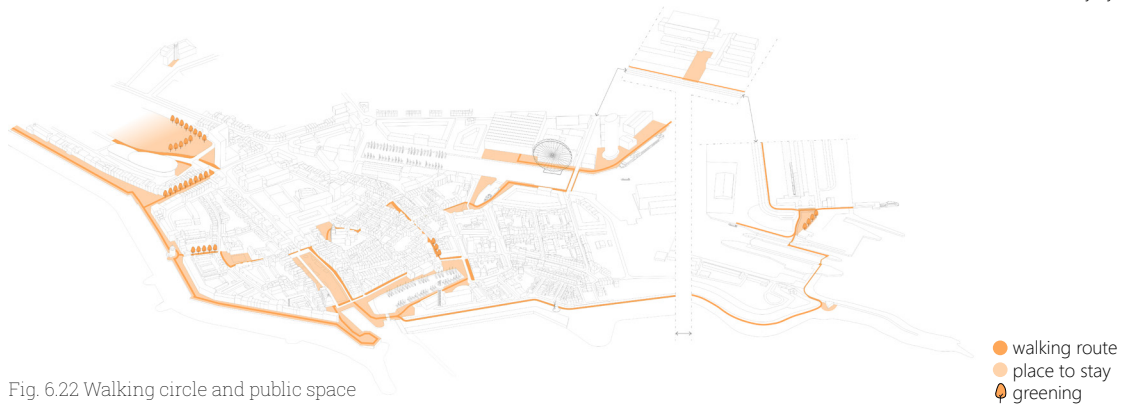 walking route
place to stay
greening
Fig. 6.22 Walking circle and public space